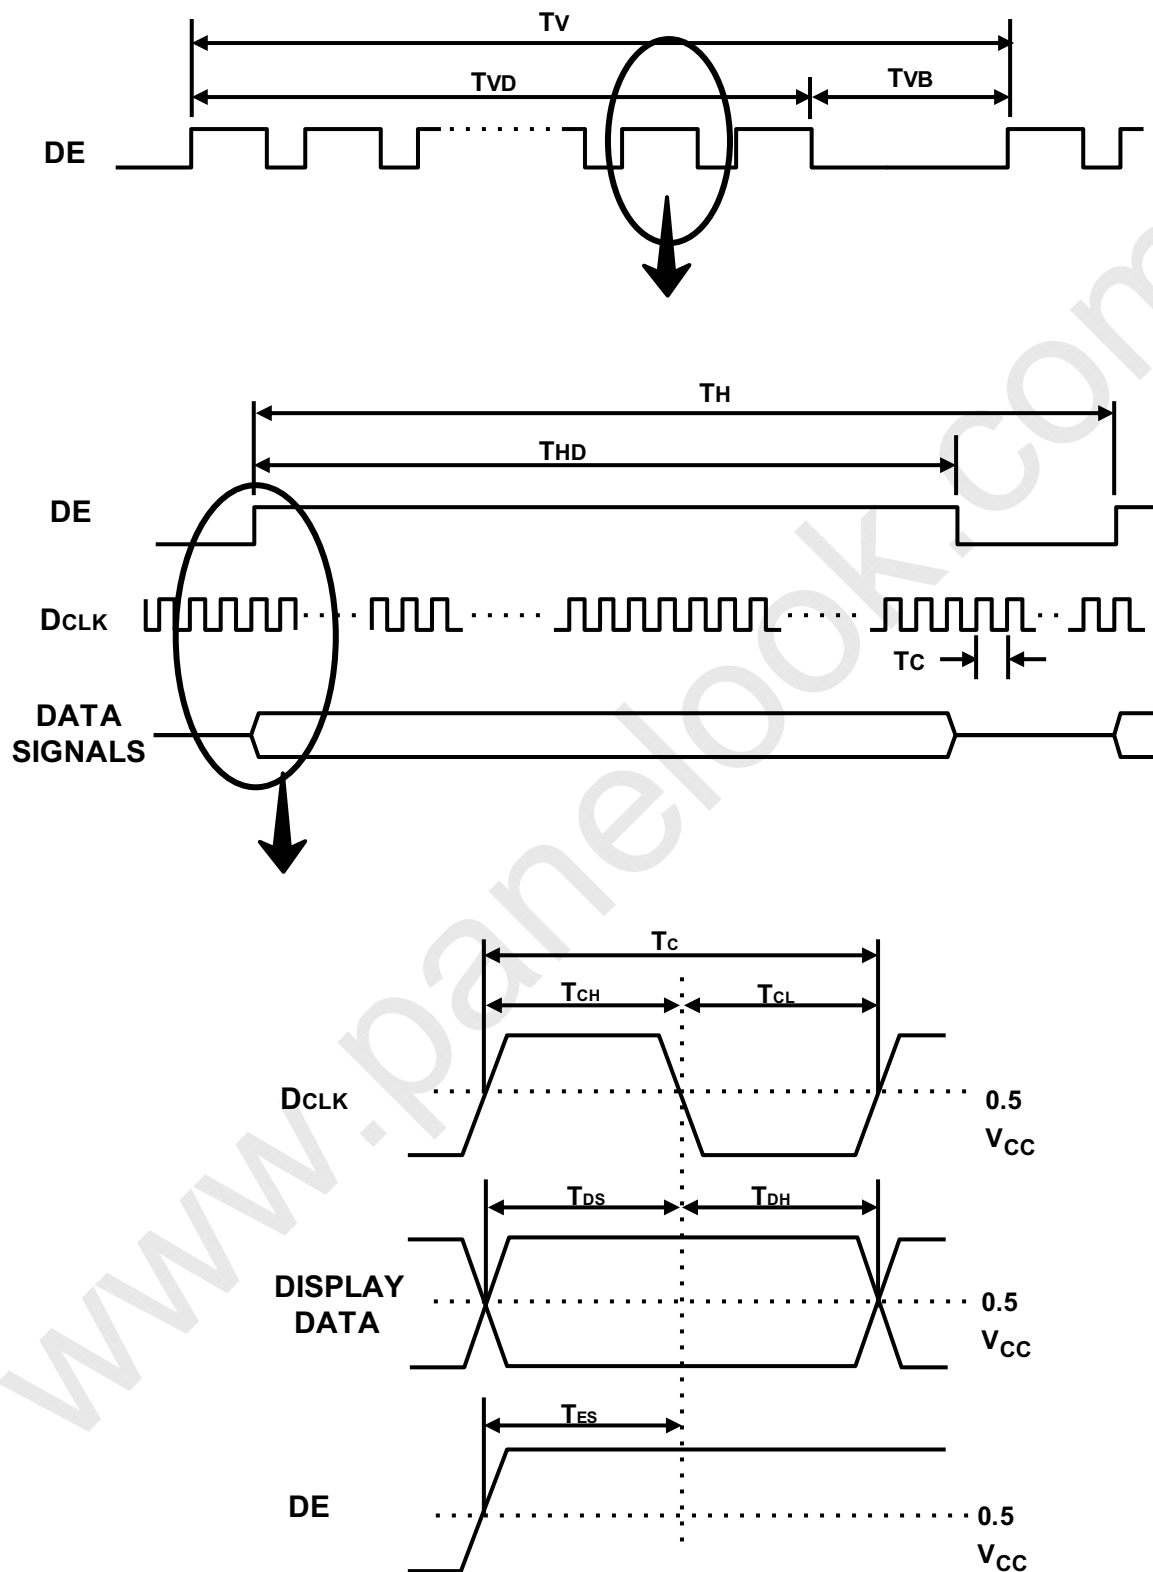 TV
TVD
TVB
DE
TH
THD
DE
DCLK
TC
DATA
SIGNALS
TC
TCH
TCL
DCLK
0.5
VCC
TDS
TDH
DISPLAY
DATA
0.5
VCC
TES
DE
0.5
VCC
www.panelook.com